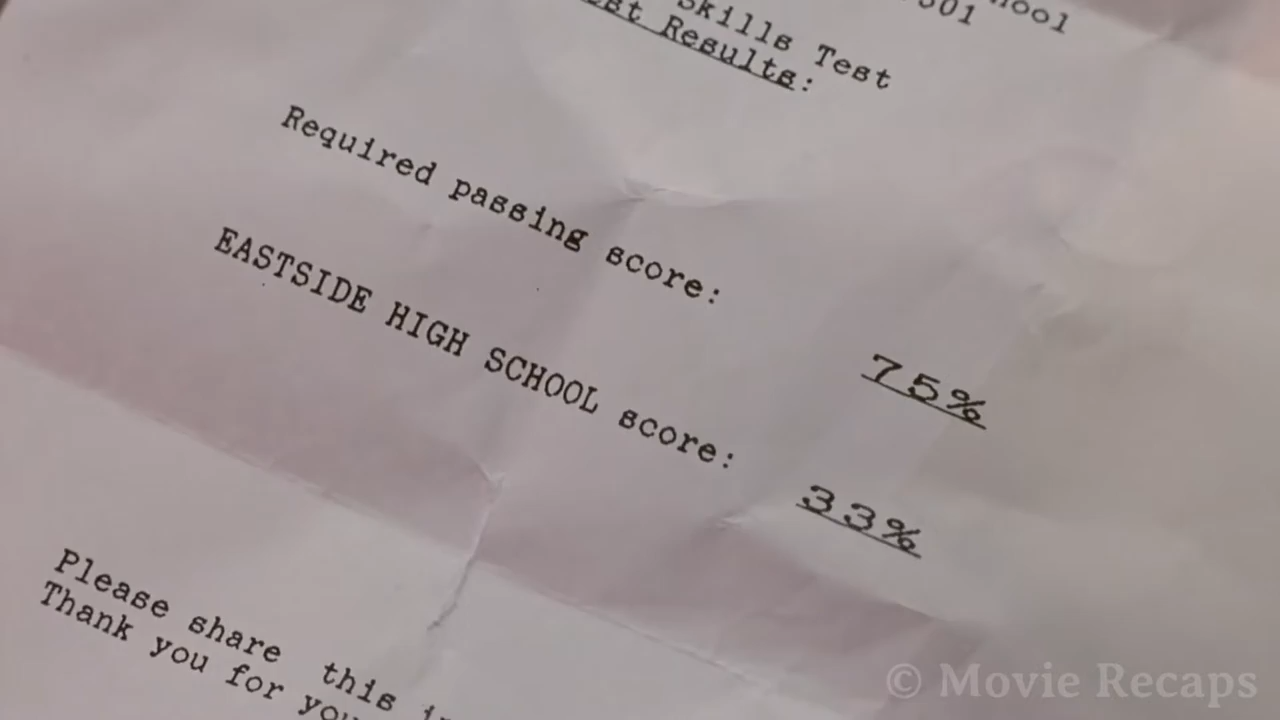 Skills Test
Results:
Required passing score: 75%
EASTSIDE HIGH SCHOOL score: 33%
Please share this
Thank you for
© Movie Recaps